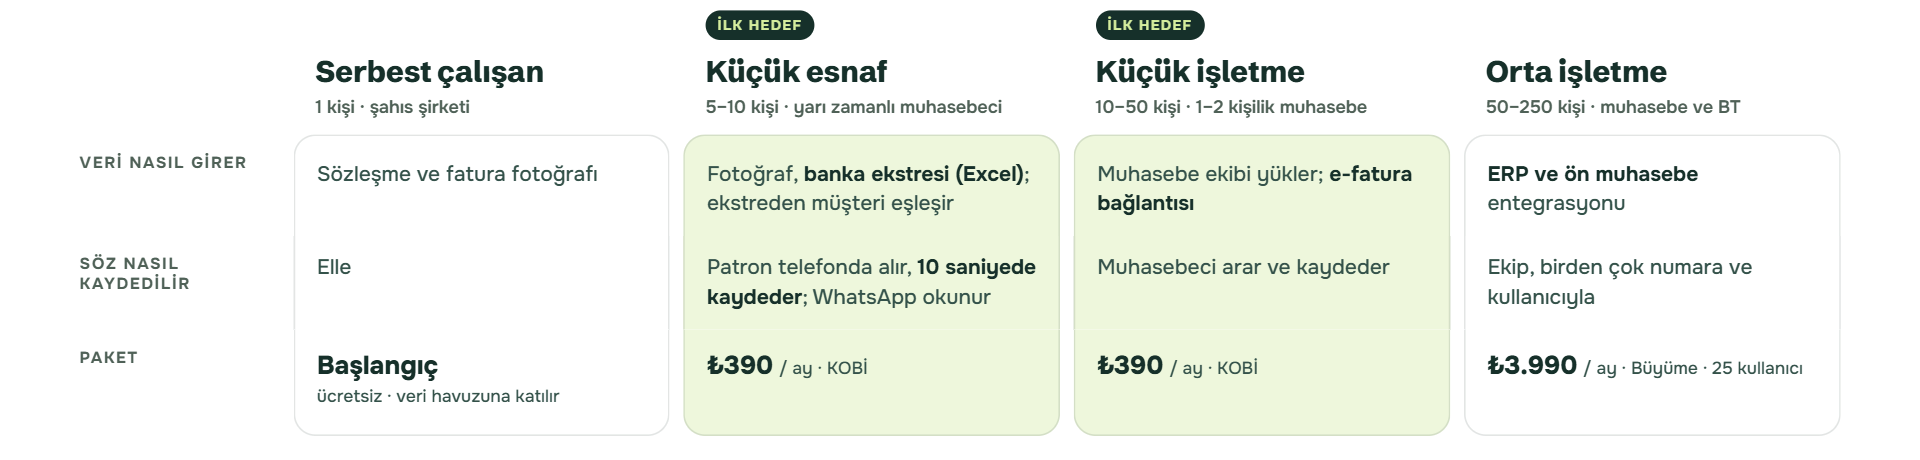 İLK HEDEF
İLK HEDEF
Serbest çalışan
Küçük esnaf
Küçük işletme
Orta işletme
1 kişi · şahıs şirketi
5–10 kişi · yarı zamanlı muhasebeci
10–50 kişi · 1–2 kişilik muhasebe
50–250 kişi · muhasebe ve BT
VERİ NASIL GİRER
Sözleşme ve fatura fotoğrafı
Fotoğraf, banka ekstresi (Excel);
ekstreden müşteri eşleşir
Muhasebe ekibi yükler; e-fatura
bağlantısı
ERP ve ön muhasebe
entegrasyonu
SÖZ NASIL
KAYDEDİLİR
Elle
Patron telefonda alır, 10 saniyede
kaydeder; WhatsApp okunur
Muhasebeci arar ve kaydeder
Ekip, birden çok numara ve
kullanıcıyla
PAKET
Başlangıç
ücretsiz · veri havuzuna katılır
₺390 / ay · KOBİ
₺390 / ay · KOBİ
₺3.990 / ay · Büyüme · 25 kullanıcı